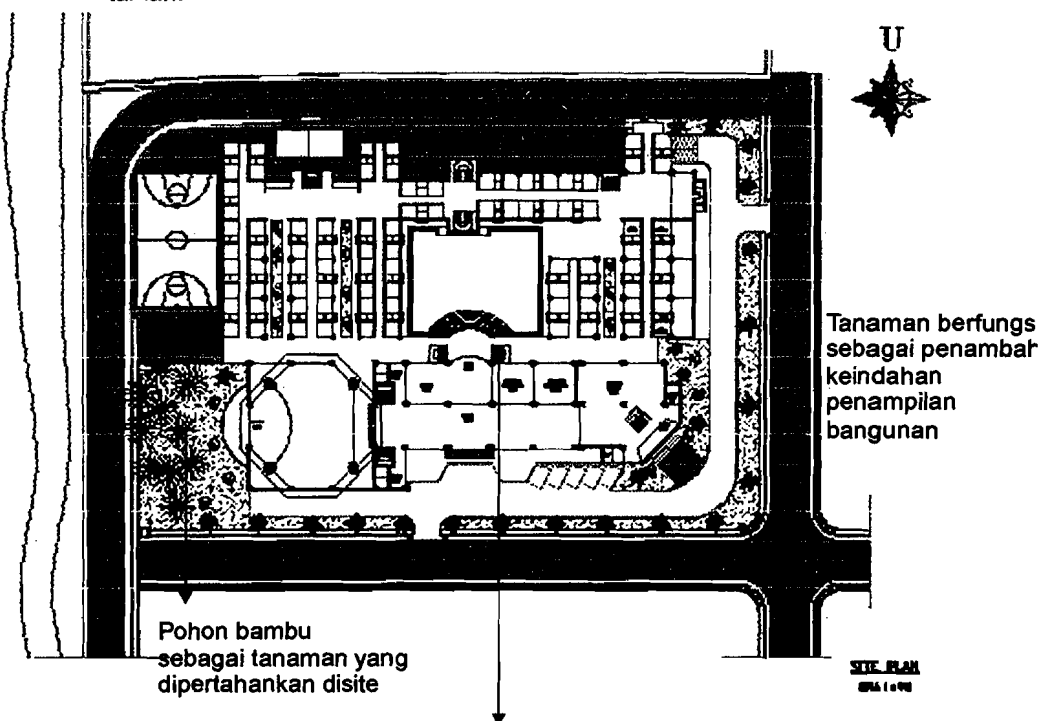 U
Tanaman berfungs
sebagai penambah
keindahan
penampilan
bangunan
Pohon bambu
sebagai tanaman yang
dipertahankan disite
SITE PLAN